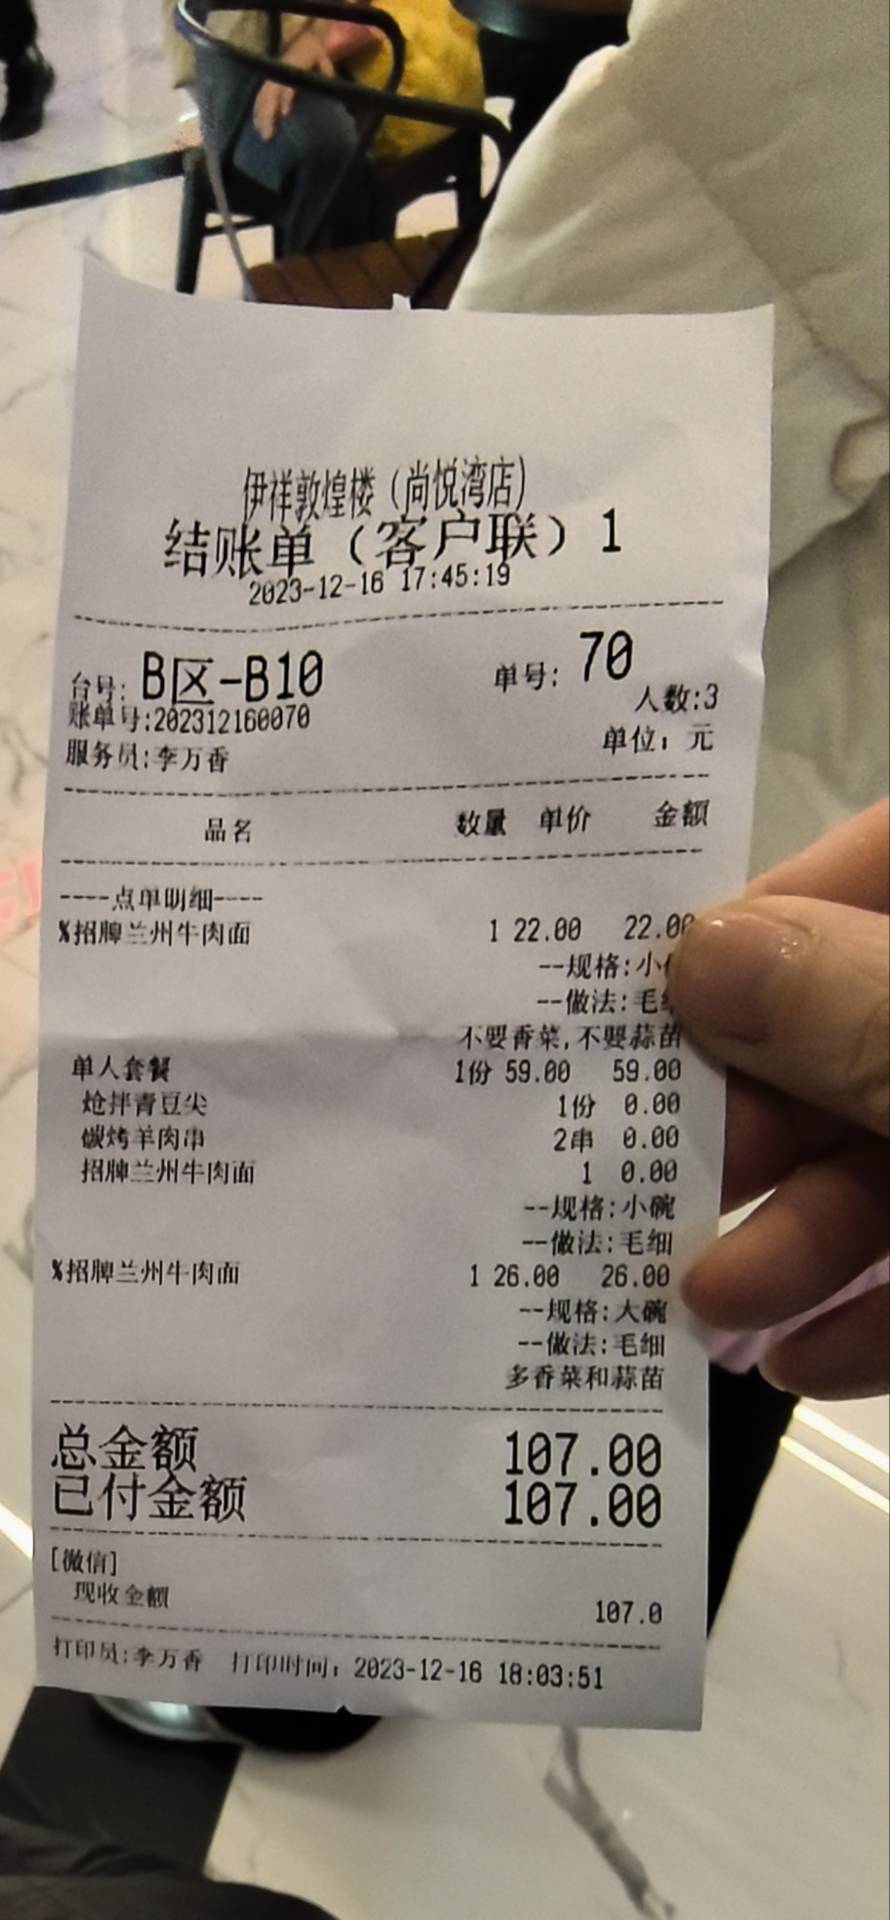 伊祥敦煌楼（尚悦湾店）
结账单（客户联）1
2023-12-16 17:45:19
台号: B区-B10 单号: 70
人数:3
账单号:202312160070
服务员:李万香 单位：元
品名 数量 单价 金额
----点单明细----
%招牌兰州牛肉面 1 22.00 22.00
--规格:小
--做法:毛
不要香菜,不要蒜苗
单人套餐 1份 59.00 59.00
炝拌青豆尖 1份 0.00
碳烤羊肉串 2串 0.00
招牌兰州牛肉面 1 0.00
--规格:小碗
--做法:毛细
%招牌兰州牛肉面 1 26.00 26.00
--规格:大碗
--做法:毛细
多香菜和蒜苗
总金额 107.00
已付金额 107.00
[微信]
现收金额 107.0
打印员:李万香 打印时间：2023-12-16 18:03:51